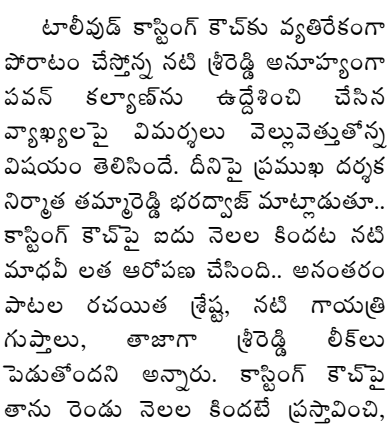 టాలీవుడ్ కాస్టింగ్ కౌచ్‌కు వ్యతిరేకంగా
పోరాటం చేస్తోన్న నటి శ్రీరెడ్డి అనూహ్యంగా
పవన్ కల్యాణ్‌ను ఉద్దేశించి చేసిన
వ్యాఖ్యలపై విమర్శలు వెల్లువెత్తుతోన్న
విషయం తెలిసిందే. దీనిపై ప్రముఖ దర్శక
నిర్మాత తమ్మారెడ్డి భరద్వాజ్ మాట్లాడుతూ..
కాస్టింగ్ కౌచ్‌పై ఐదు నెలల కిందట నటి
మాధవీ లత ఆరోపణ చేసింది.. అనంతరం
పాటల రచయిత శ్రేష్ట, నటి గాయత్రి
గుప్తాలు, తాజాగా శ్రీరెడ్డి లీక్‌లు
పెడుతోందని అన్నారు. కాస్టింగ్ కౌచ్‌పై
తాను రెండు నెలల కిందటే ప్రస్తావించి,